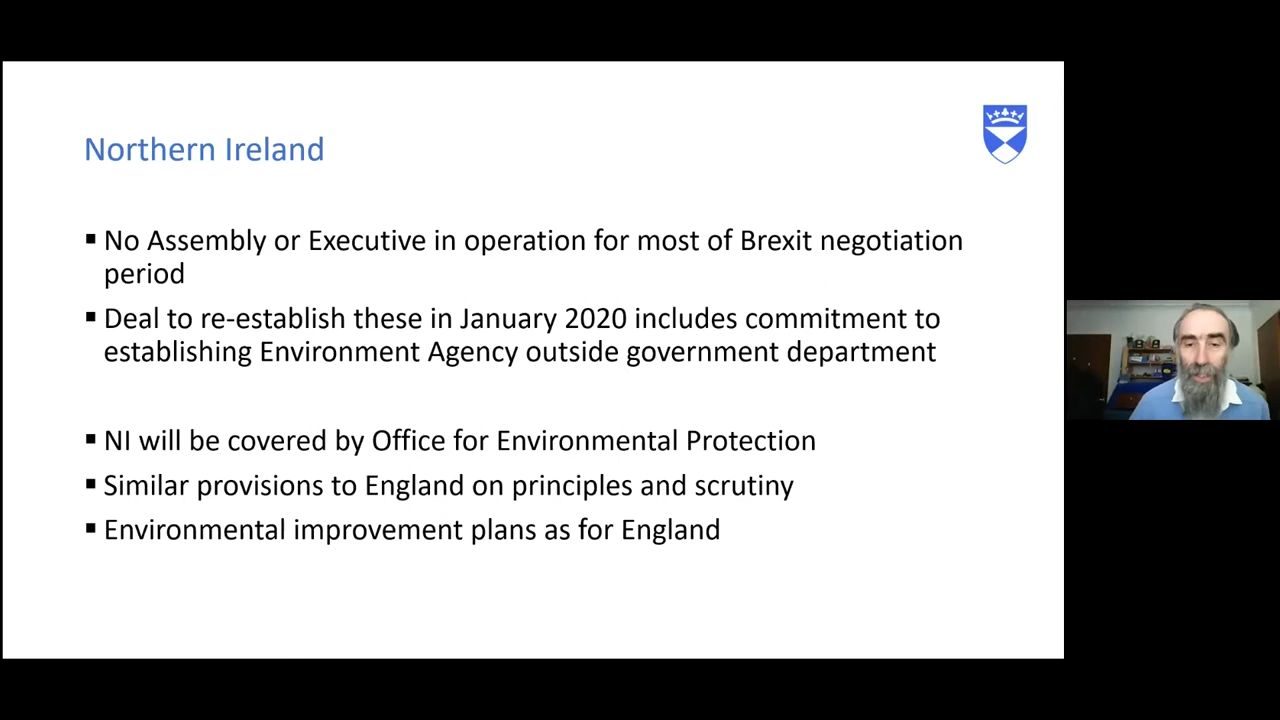 Northern Ireland
▪ No Assembly or Executive in operation for most of Brexit negotiation
period
▪ Deal to re-establish these in January 2020 includes commitment to
establishing Environment Agency outside government department
▪ NI will be covered by Office for Environmental Protection
▪ Similar provisions to England on principles and scrutiny
▪ Environmental improvement plans as for England